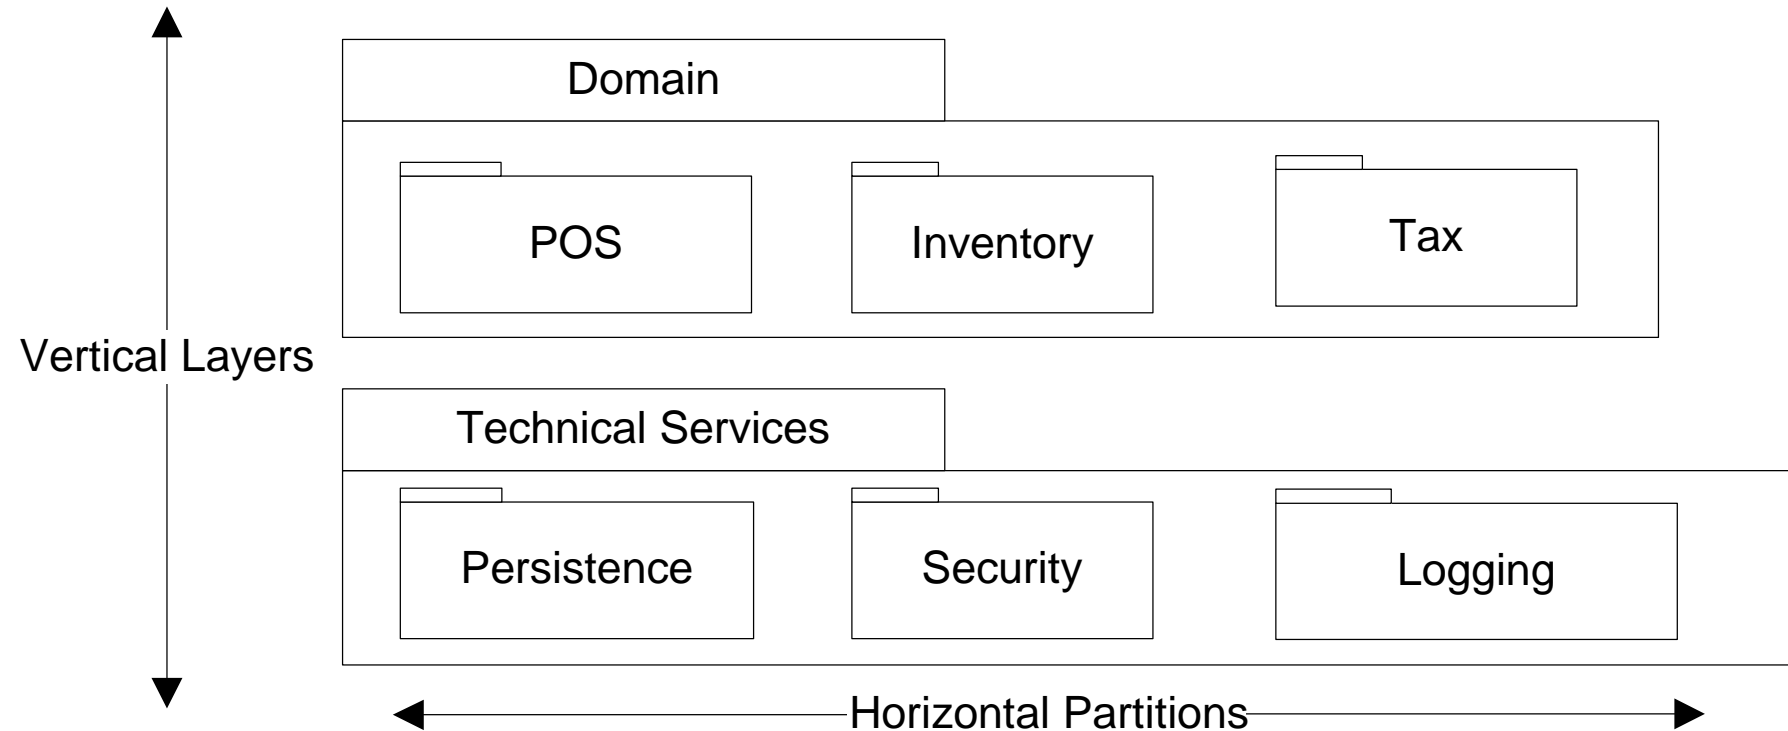 Domain
POS
Inventory
Tax
Vertical Layers
Technical Services
Persistence
Security
Logging
Horizontal Partitions